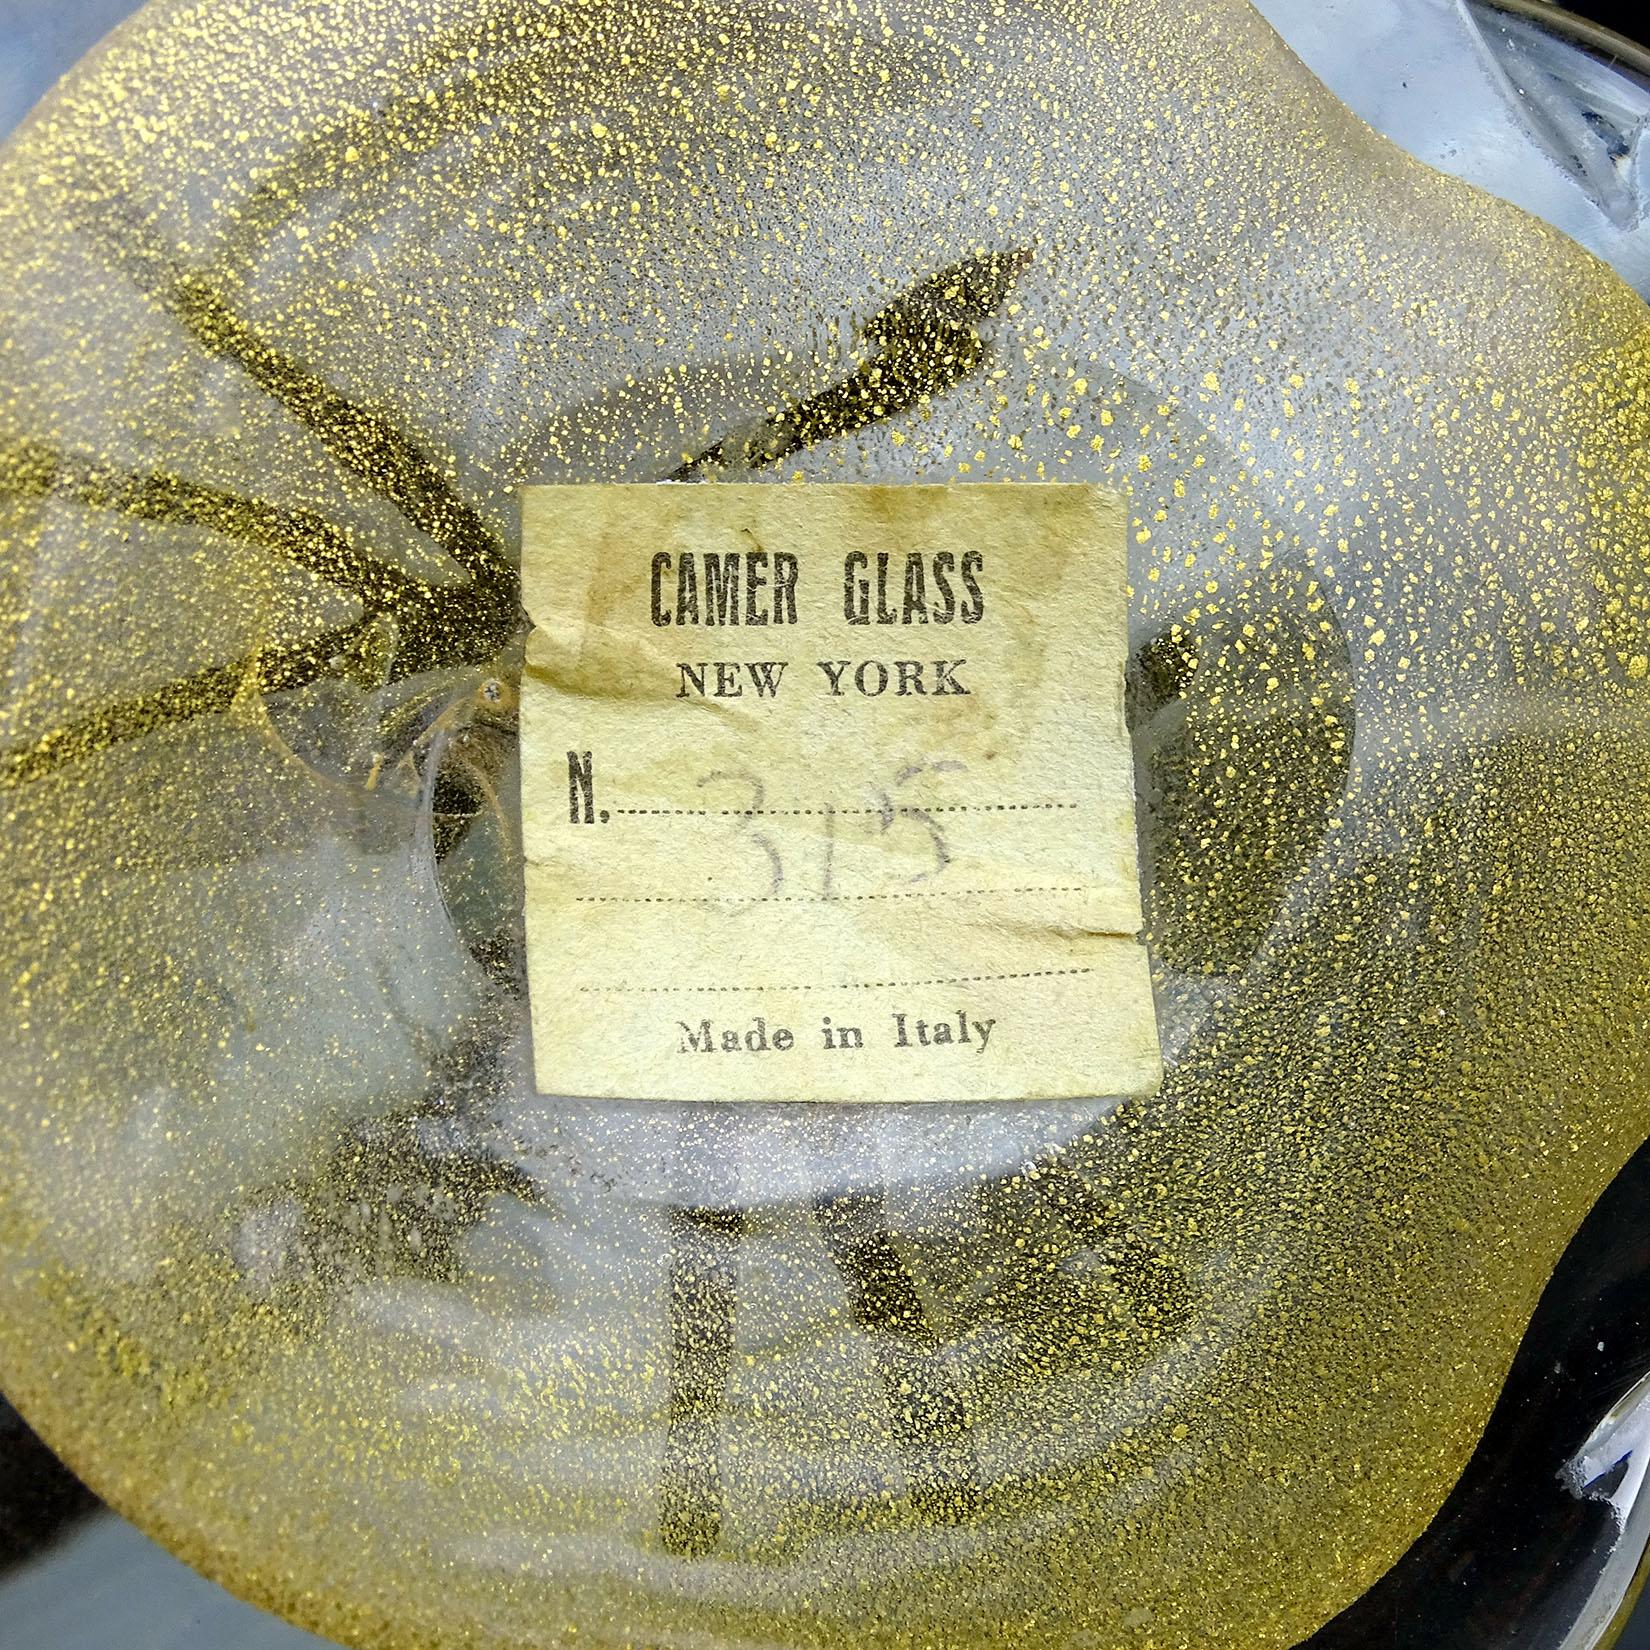 CAMER GLASS
NEW YORK
N. 315
Made in Italy